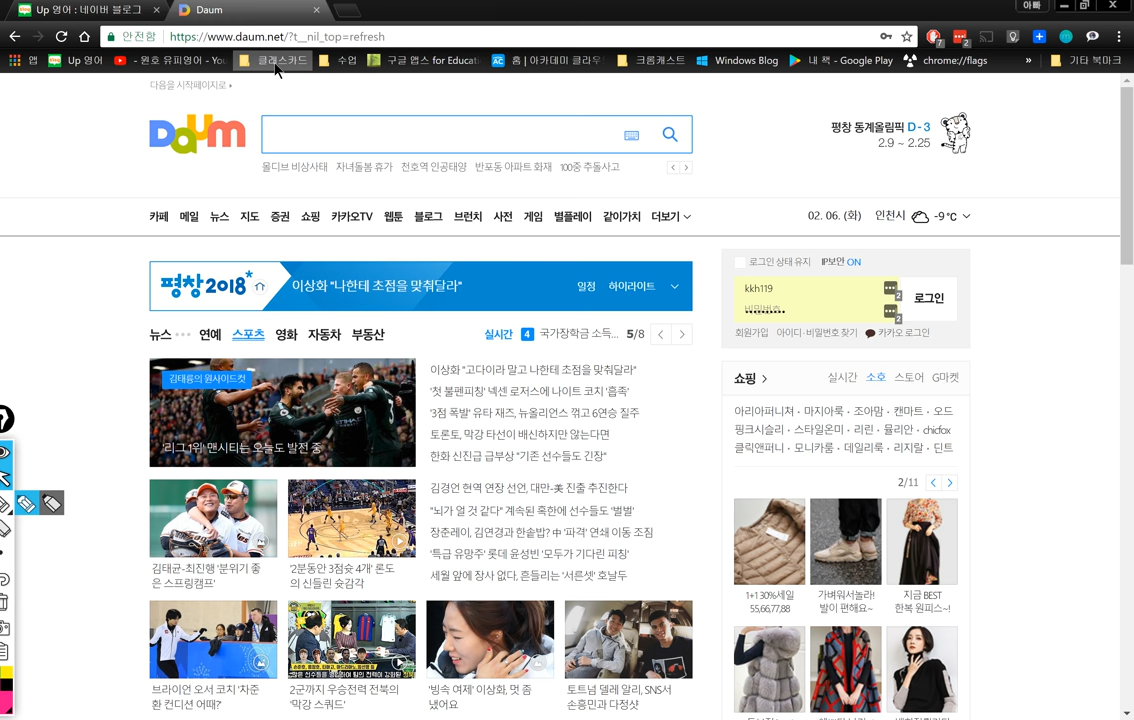 Up 영어 : 네이버 블로그
Daum
아빠
안전함
https://www.daum.net/?t__nil_top=refresh
7
2
앱
Up 영어
- 원호 유피영어 - You
클래스카드
수업
구글 앱스 for Educati
홈 | 아카데미 클라우
크롬캐스트
Windows Blog
내 책 - Google Play
chrome://flags
»
기타 북마크
다음을 시작페이지로
Daum
평창 동계올림픽 D - 3
2.9 ~ 2.25
몰디브 비상사태 자녀돌봄 휴가 천호역 인공태양 반포동 아파트 화재 100중 추돌사고
카페 메일 뉴스 지도 증권 쇼핑 카카오TV 웹툰 블로그 브런치 사전 게임 별플레이 같이가치 더보기
02. 06. (화) 인천시 -9℃
평창2018 이상화 "나한테 초점을 맞춰달라" 일정 하이라이트
로그인 상태 유지 IP보안 ON
kkh119
2
2
로그인
회원가입 아이디·비밀번호 찾기 카카오 로그인
뉴스 연예 스포츠 영화 자동차 부동산
실시간 4 국가장학금 소득... 5/8
김태륭의 원사이드컷
'리그 1위' 맨시티는 오늘도 발전 중
이상화 "고다이라 말고 나한테 초점을 맞춰달라"
'첫 불펜피칭' 넥센 로저스에 나이트 코치 '흡족'
'3점 폭발' 유타 재즈, 뉴올리언스 꺾고 6연승 질주
토론토, 막강 타선이 배신하지만 않는다면
한화 신진급 급부상 "기존 선수들도 긴장"
김경언 현역 연장 선언, 대만-美 진출 추진한다
"뇌가 얼 것 같다" 계속된 혹한에 선수들도 '벌벌'
장준레이, 김연경과 한솥밥? 中 '파격' 연쇄 이동 조짐
'특급 유망주' 롯데 윤성빈 '모두가 기다린 피칭'
세월 앞에 장사 없다, 흔들리는 '서른셋' 호날두
김태균-최진행 '분위기 좋
은 스프링캠프'
'2분동안 3점슛 4개' 론도
의 신들린 슛감각
브라이언 오서 코치 '차준
환 컨디션 어때?'
2군까지 우승전력 전북의
'막강 스쿼드'
'빙속 여제' 이상화, 멋 좀
냈어요
토트넘 델레 알리, SNS서
손흥민과 다정샷
쇼핑 실시간 소호 스토어 G마켓
아리아퍼니쳐 · 마지아룩 · 조아맘 · 캔마트 · 오드
핑크시슬리 · 스타일온미 · 리린 · 뮬리안 · chicfox
클릭앤퍼니 · 모니카룸 · 데일리룩 · 리지랄 · 딘트
2/11
1+1 30%세일
55,66,77,88
가벼워서놀라!
발이 편해요~
지금 BEST
한복 원피스~!